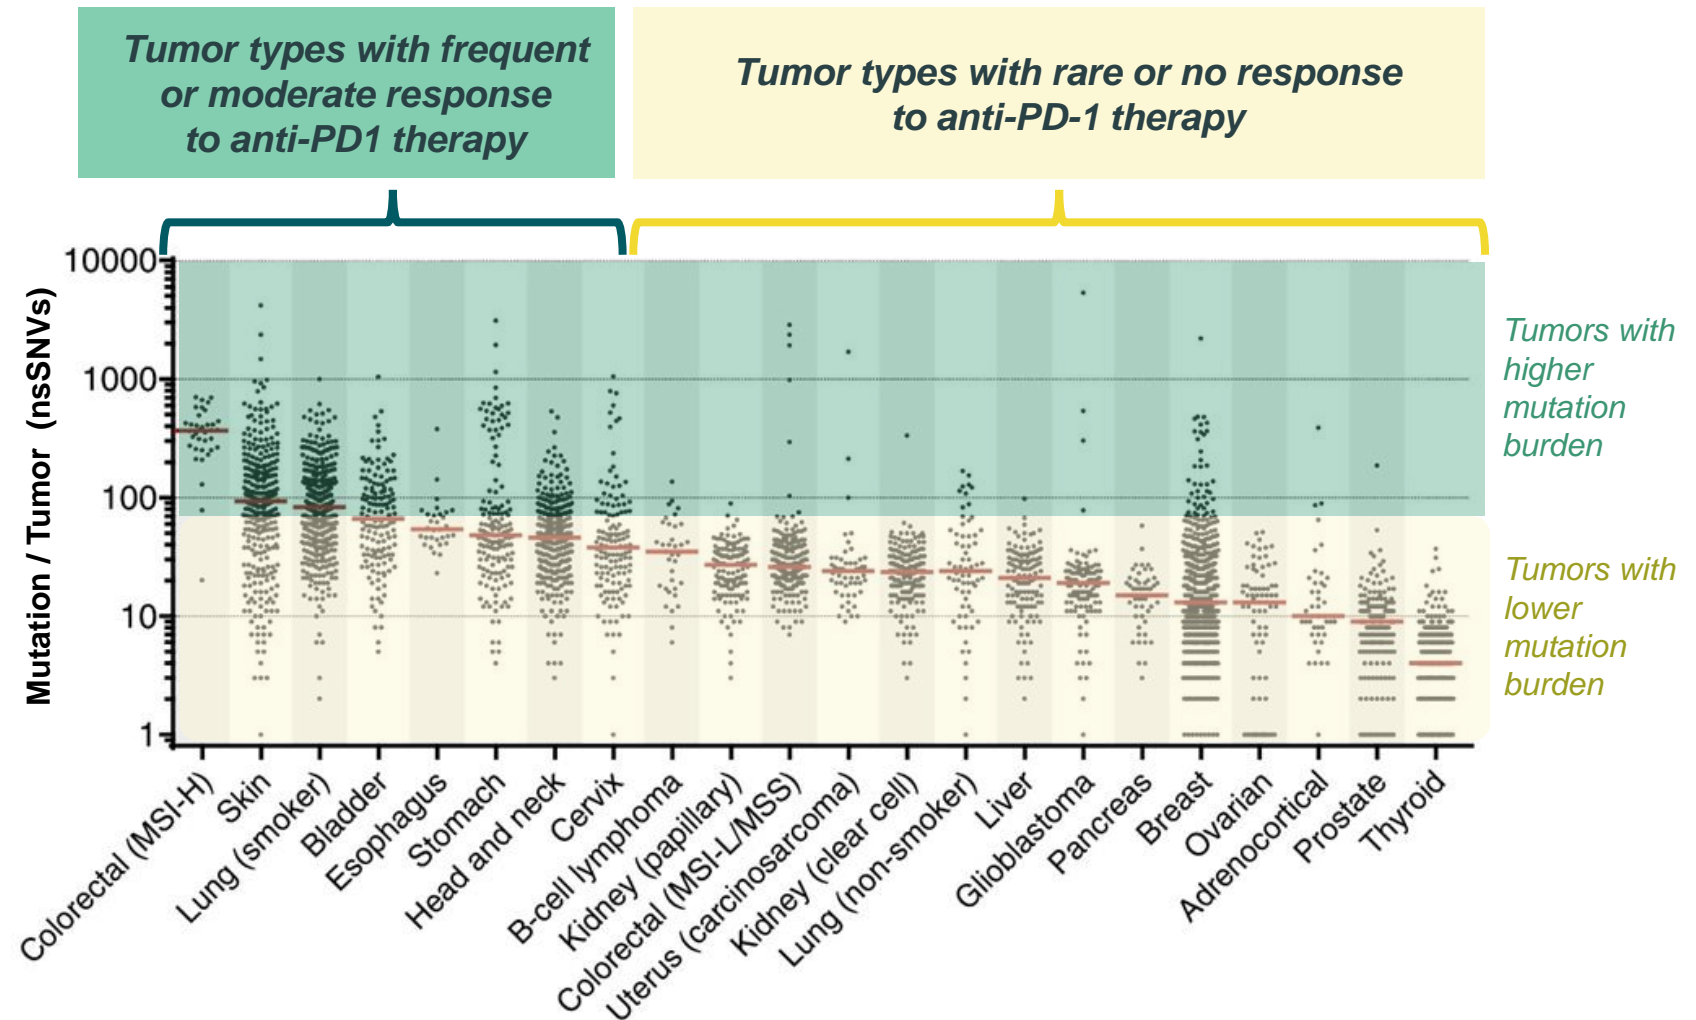 Tumor types with frequent
or moderate response
to anti-PD1 therapy
Tumor types with rare or no response
to anti-PD-1 therapy
Mutation / Tumor (nsSNVs)
10000
1000
100
10
1
Tumors with
higher
mutation
burden
Tumors with
lower
mutation
burden
Colorectal (MSI-H)
Skin
Lung (smoker)
Bladder
Esophagus
Stomach
Head and neck
Cervix
B-cell lymphoma
Kidney (papillary)
Colorectal (MSI-L/MSS)
Uterus (carcinosarcoma)
Kidney (clear cell)
Lung (non-smoker)
Liver
Glioblastoma
Pancreas
Breast
Ovarian
Adrenocortical
Prostate
Thyroid